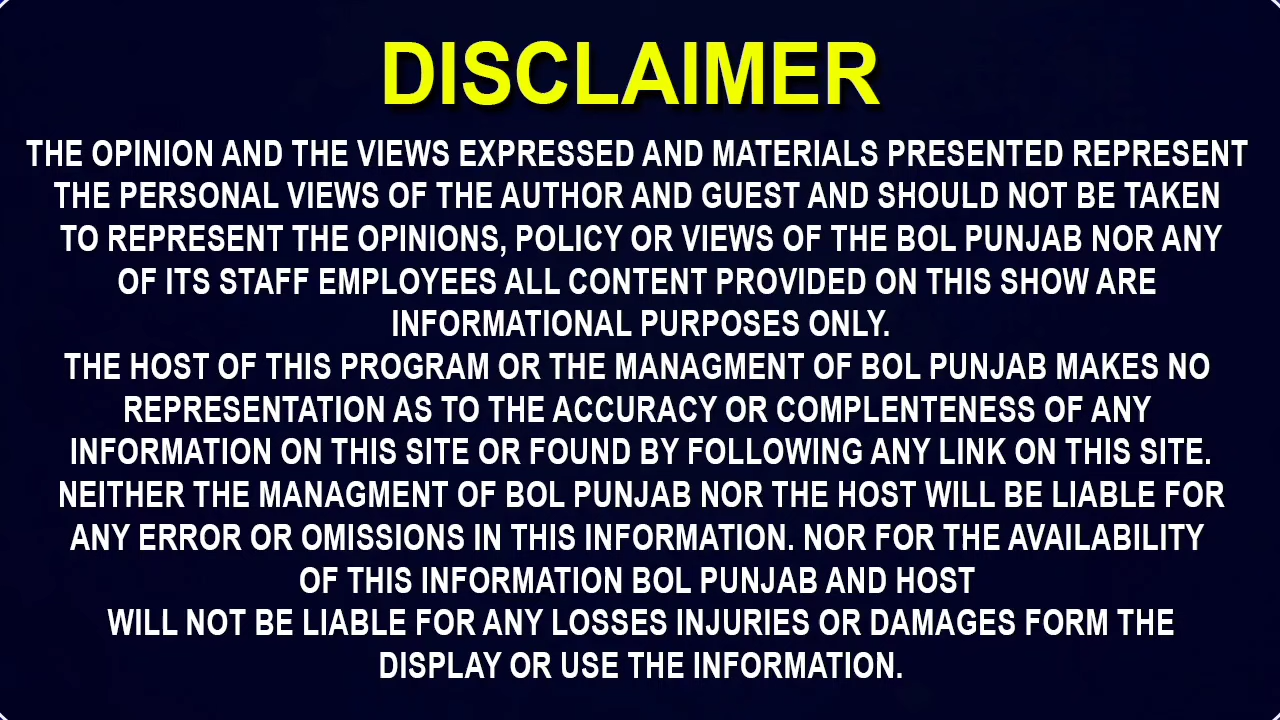 DISCLAIMER
THE OPINION AND THE VIEWS EXPRESSED AND MATERIALS PRESENTED REPRESENT
THE PERSONAL VIEWS OF THE AUTHOR AND GUEST AND SHOULD NOT BE TAKEN
TO REPRESENT THE OPINIONS, POLICY OR VIEWS OF THE BOL PUNJAB NOR ANY
OF ITS STAFF EMPLOYEES ALL CONTENT PROVIDED ON THIS SHOW ARE
INFORMATIONAL PURPOSES ONLY.
THE HOST OF THIS PROGRAM OR THE MANAGMENT OF BOL PUNJAB MAKES NO
REPRESENTATION AS TO THE ACCURACY OR COMPLENTENESS OF ANY
INFORMATION ON THIS SITE OR FOUND BY FOLLOWING ANY LINK ON THIS SITE.
NEITHER THE MANAGMENT OF BOL PUNJAB NOR THE HOST WILL BE LIABLE FOR
ANY ERROR OR OMISSIONS IN THIS INFORMATION. NOR FOR THE AVAILABILITY
OF THIS INFORMATION BOL PUNJAB AND HOST
WILL NOT BE LIABLE FOR ANY LOSSES INJURIES OR DAMAGES FORM THE
DISPLAY OR USE THE INFORMATION.